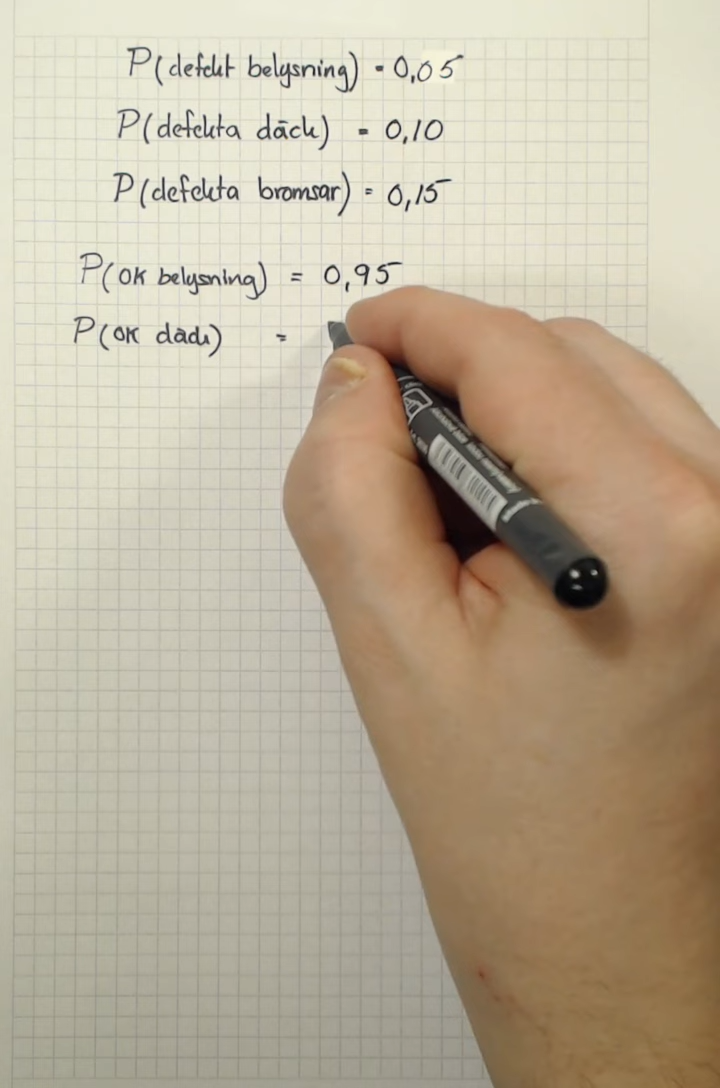 P(defekt belysning) = 0,05
P(defekta däck) = 0,10
P(defekta bromsar) = 0,15
P(ok belysning) = 0,95
P(ok däck) =